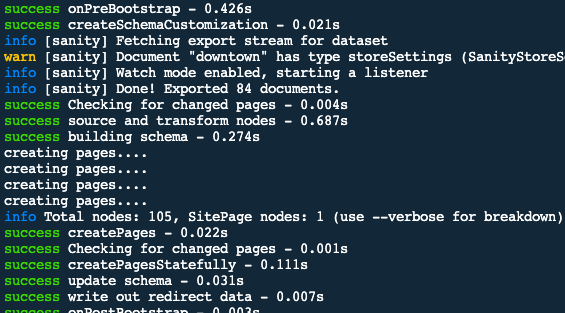 success onPreBootstrap - 0.426s
success createSchemaCustomization - 0.021s
info [sanity] Fetching export stream for dataset
warn [sanity] Document "downtown" has type storeSettings (SanityStoreS
info [sanity] Watch mode enabled, starting a listener
info [sanity] Done! Exported 84 documents.
success Checking for changed pages - 0.004s
success source and transform nodes - 0.687s
success building schema - 0.274s
creating pages....
creating pages....
creating pages....
creating pages....
info Total nodes: 105, SitePage nodes: 1 (use --verbose for breakdown)
success createPages - 0.022s
success Checking for changed pages - 0.001s
success createPagesStatefully - 0.111s
success update schema - 0.031s
success write out redirect data - 0.007s
success onPostBootstrap - 0.003s